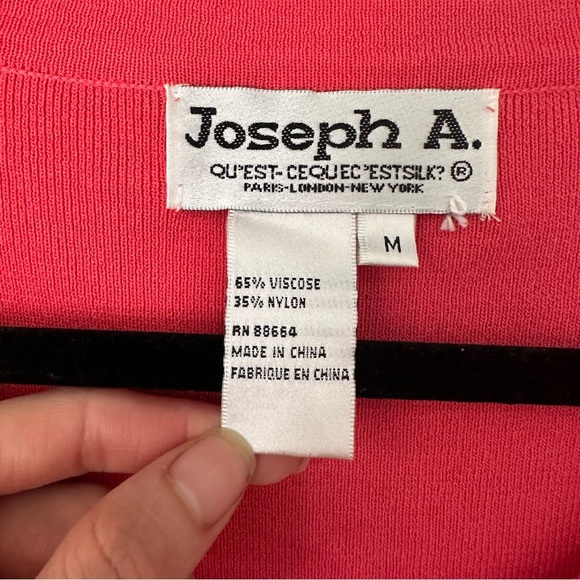 Joseph A.
QU'EST-CEQUEC'ESTSILK? ®
PARIS-LONDON-NEW YORK
M
65% VISCOSE
35% NYLON
RN 88664
MADE IN CHINA
FABRIQUE EN CHINA